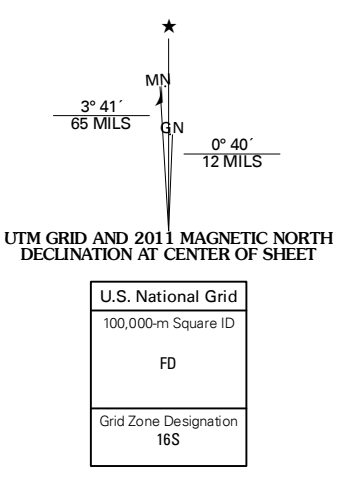 ★
MN
3° 41´
65 MILS
GN
0° 40´
12 MILS
UTM GRID AND 2011 MAGNETIC NORTH
DECLINATION AT CENTER OF SHEET
U.S. National Grid
100,000-m Square ID
FD
Grid Zone Designation
16S